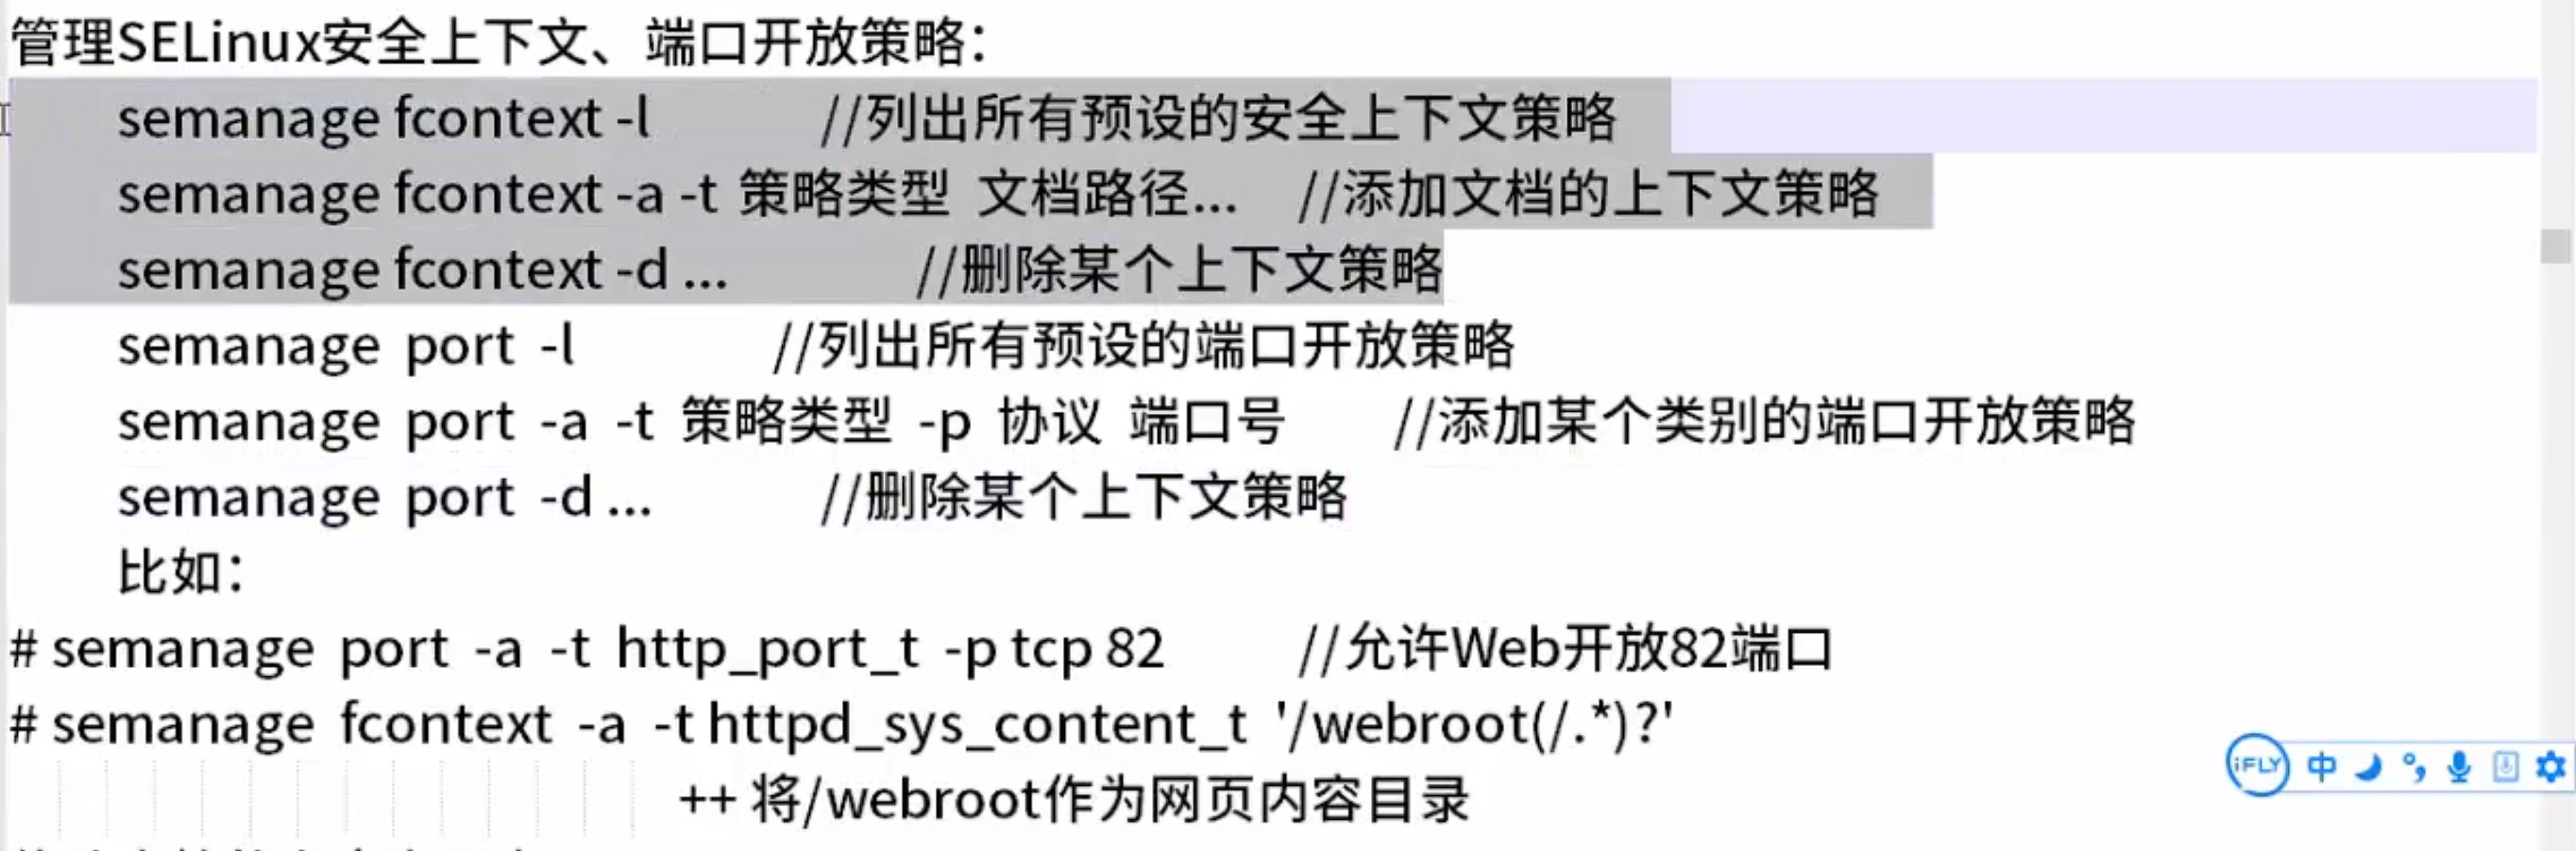 管理SELinux安全上下文、端口开放策略：
semanage fcontext -l //列出所有预设的安全上下文策略
semanage fcontext -a -t 策略类型 文档路径... //添加文档的上下文策略
semanage fcontext -d ... //删除某个上下文策略
semanage port -l //列出所有预设的端口开放策略
semanage port -a -t 策略类型 -p 协议 端口号 //添加某个类别的端口开放策略
semanage port -d ... //删除某个上下文策略
比如：
# semanage port -a -t http_port_t -p tcp 82 //允许Web开放82端口
# semanage fcontext -a -t httpd_sys_content_t '/webroot(/.*)?'
iFLY 中
++ 将/webroot作为网页内容目录